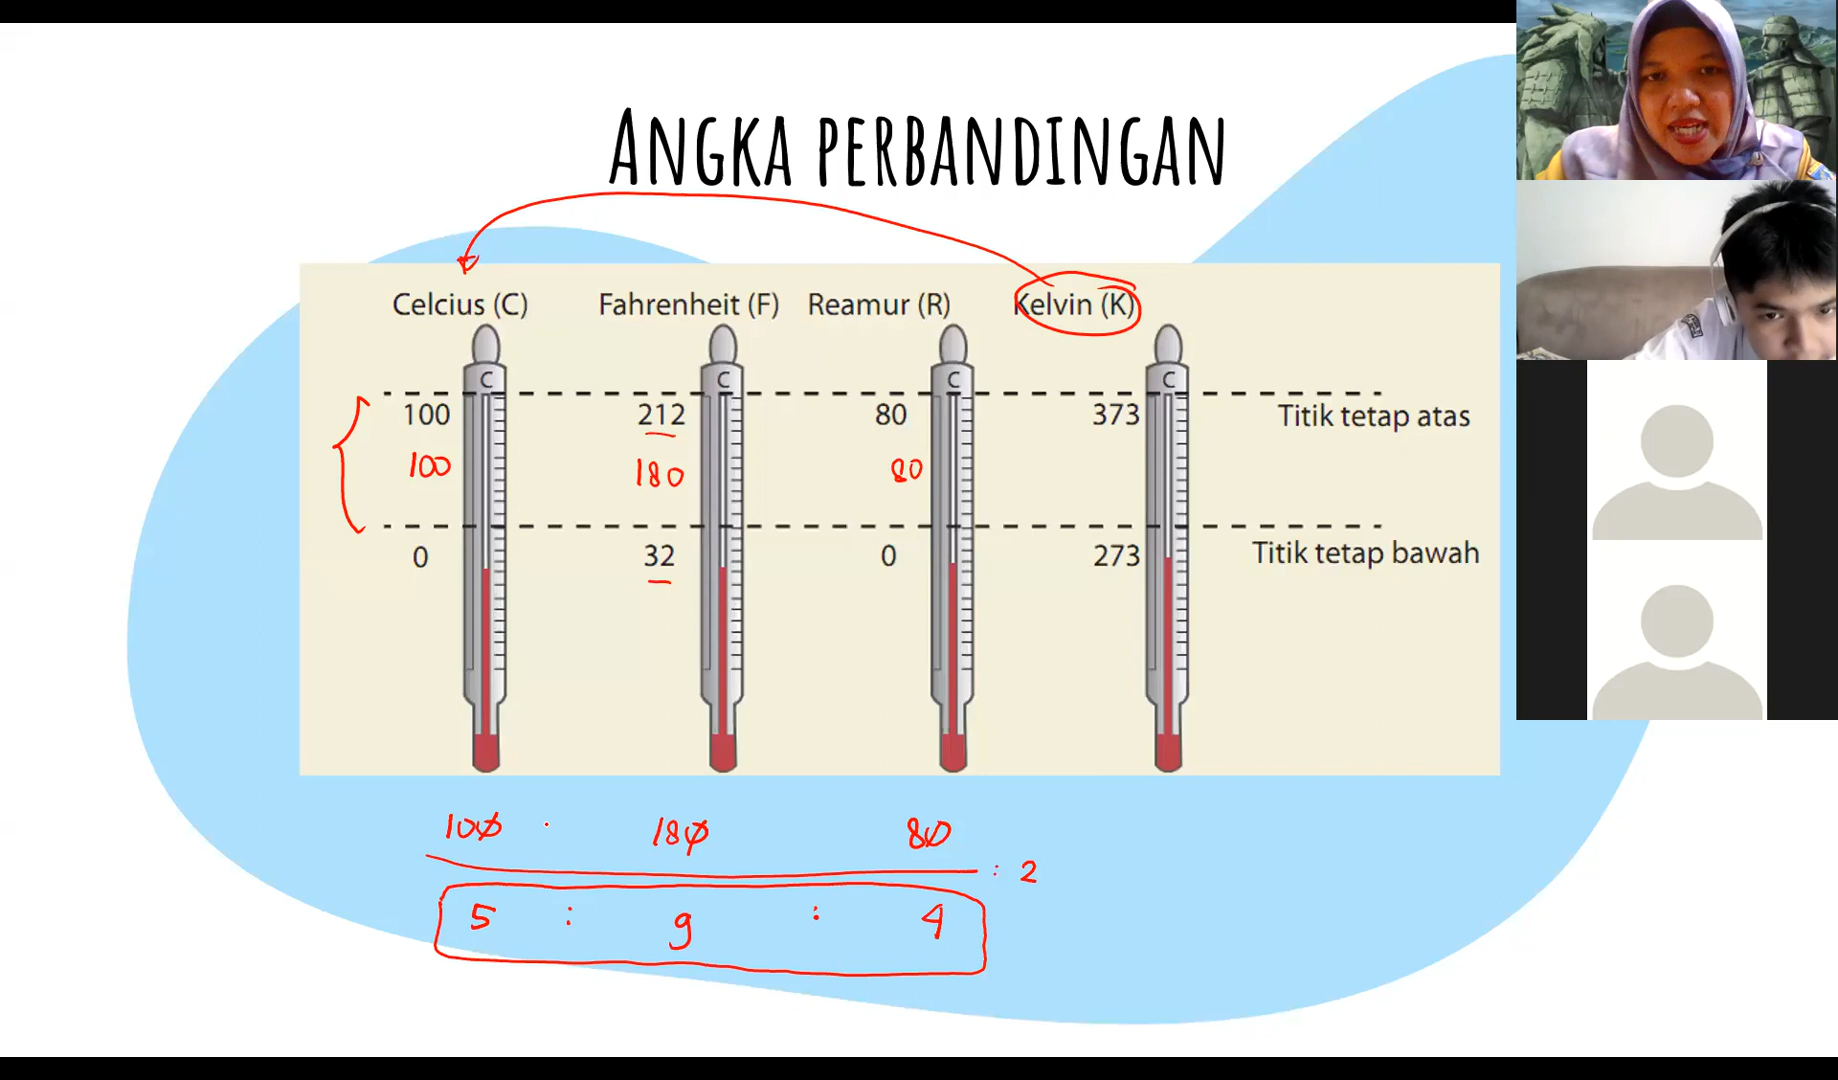 ANGKA PERBANDINGAN
Celcius (C) Fahrenheit (F) Reamur (R) Kelvin (K)
C C C C
100 212 80 373 Titik tetap atas
100 180 80
0 32 0 273 Titik tetap bawah
100 . 180 80
: 2
5 : 9 : 4